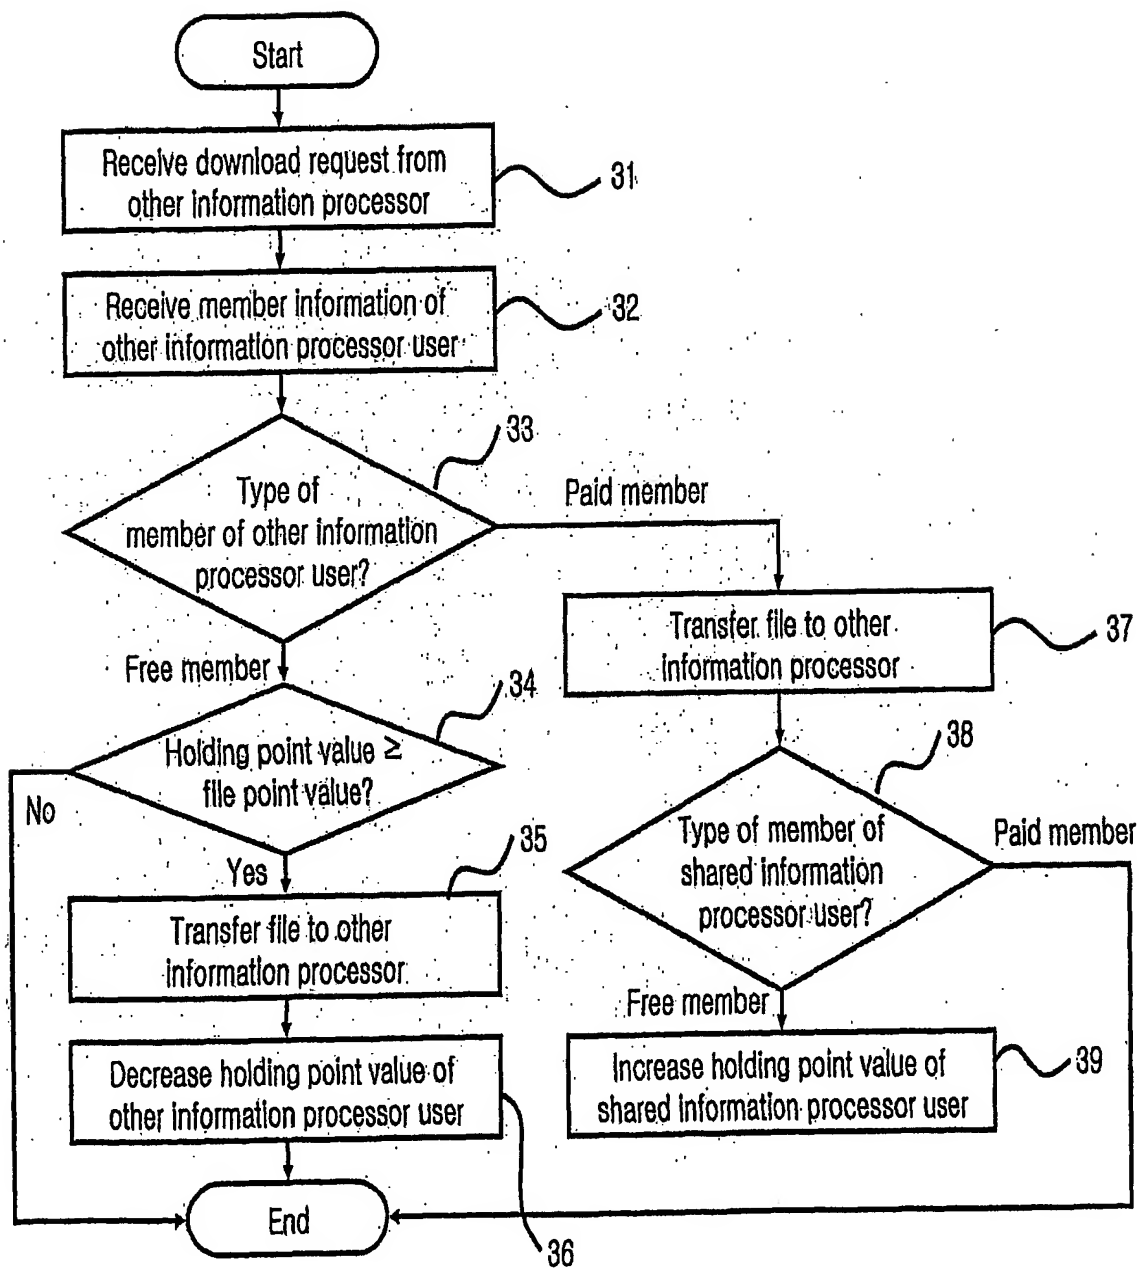 Start
Receive download request from
other information processor
31
Receive member information of
other information processor user
32
33
Type of
member of other information
processor user?
Paid member
Free member
Transfer file to other
information processor
37
34
Holding point value ≥
file point value?
No
Yes
38
Type of member of
shared information
processor user?
Paid member
Free member
35
Transfer file to other
information processor
Decrease holding point value of
other information processor user
36
Increase holding point value of
shared information processor user
39
End